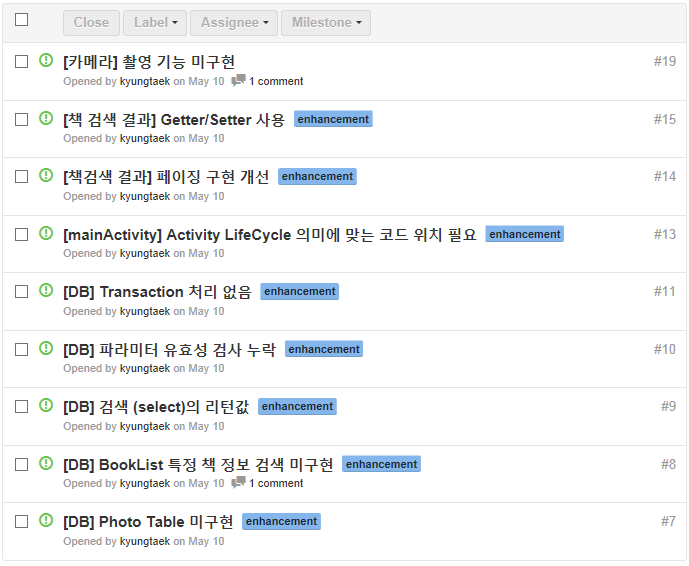 Close Label Assignee Milestone
[카메라] 촬영 기능 미구현 #19
Opened by kyungtaek on May 10 1 comment
[책 검색 결과] Getter/Setter 사용 enhancement #15
Opened by kyungtaek on May 10
[책검색 결과] 페이징 구현 개선 enhancement #14
Opened by kyungtaek on May 10
[mainActivity] Activity LifeCycle 의미에 맞는 코드 위치 필요 enhancement #13
Opened by kyungtaek on May 10
[DB] Transaction 처리 없음 enhancement #11
Opened by kyungtaek on May 10
[DB] 파라미터 유효성 검사 누락 enhancement #10
Opened by kyungtaek on May 10
[DB] 검색 (select)의 리턴값 enhancement #9
Opened by kyungtaek on May 10
[DB] BookList 특정 책 정보 검색 미구현 enhancement #8
Opened by kyungtaek on May 10 1 comment
[DB] Photo Table 미구현 enhancement #7
Opened by kyungtaek on May 10